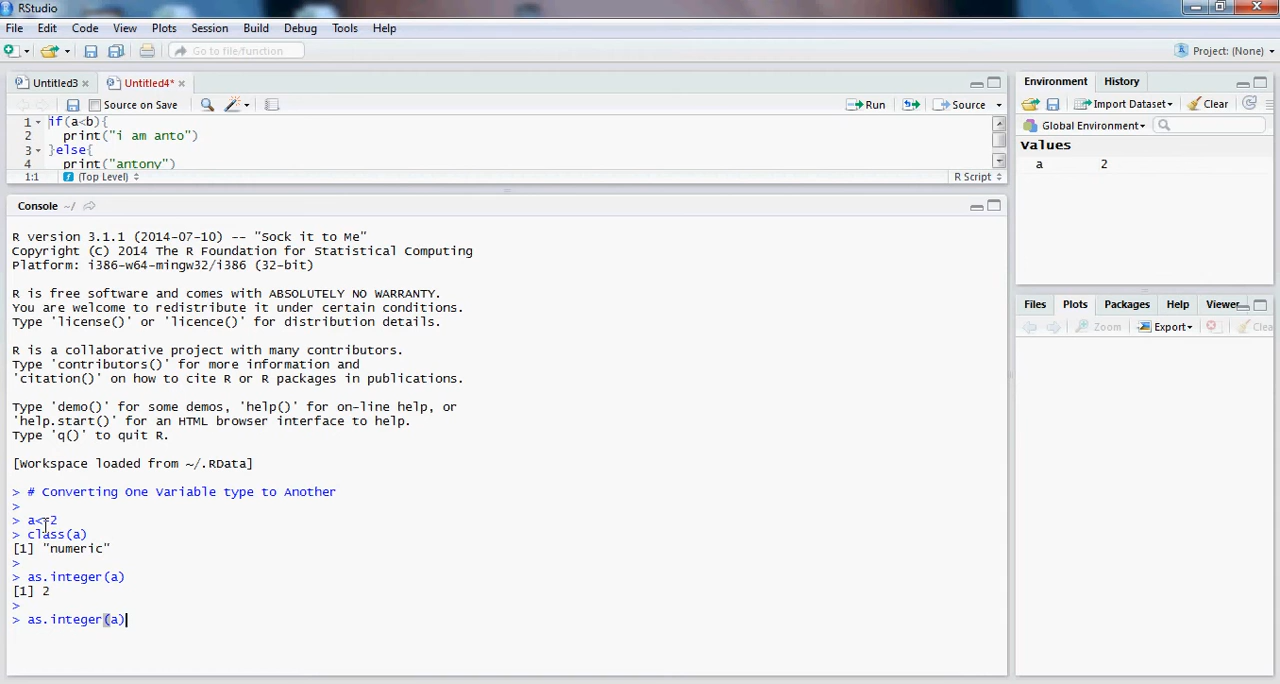 RStudio
File Edit Code View Plots Session Build Debug Tools Help
Go to file/function Project: (None)
Untitled3 Untitled4*
Source on Save Run Source
1 if(a<b){
2 print("i am anto")
3 }else{
4 print("antony")
1:1 (Top Level) R Script
Console ~/
R version 3.1.1 (2014-07-10) -- "Sock it to Me"
Copyright (C) 2014 The R Foundation for Statistical Computing
Platform: i386-w64-mingw32/i386 (32-bit)
R is free software and comes with ABSOLUTELY NO WARRANTY.
You are welcome to redistribute it under certain conditions.
Type 'license()' or 'licence()' for distribution details.
R is a collaborative project with many contributors.
Type 'contributors()' for more information and
'citation()' on how to cite R or R packages in publications.
Type 'demo()' for some demos, 'help()' for on-line help, or
'help.start()' for an HTML browser interface to help.
Type 'q()' to quit R.
[Workspace loaded from ~/.RData]
> # Converting One Variable type to Another
>
> a<-2
> class(a)
[1] "numeric"
>
> as.integer(a)
[1] 2
>
> as.integer(a)
Environment History
Import Dataset Clear
Global Environment
Values
a 2
Files Plots Packages Help Viewer
Zoom Export Clea